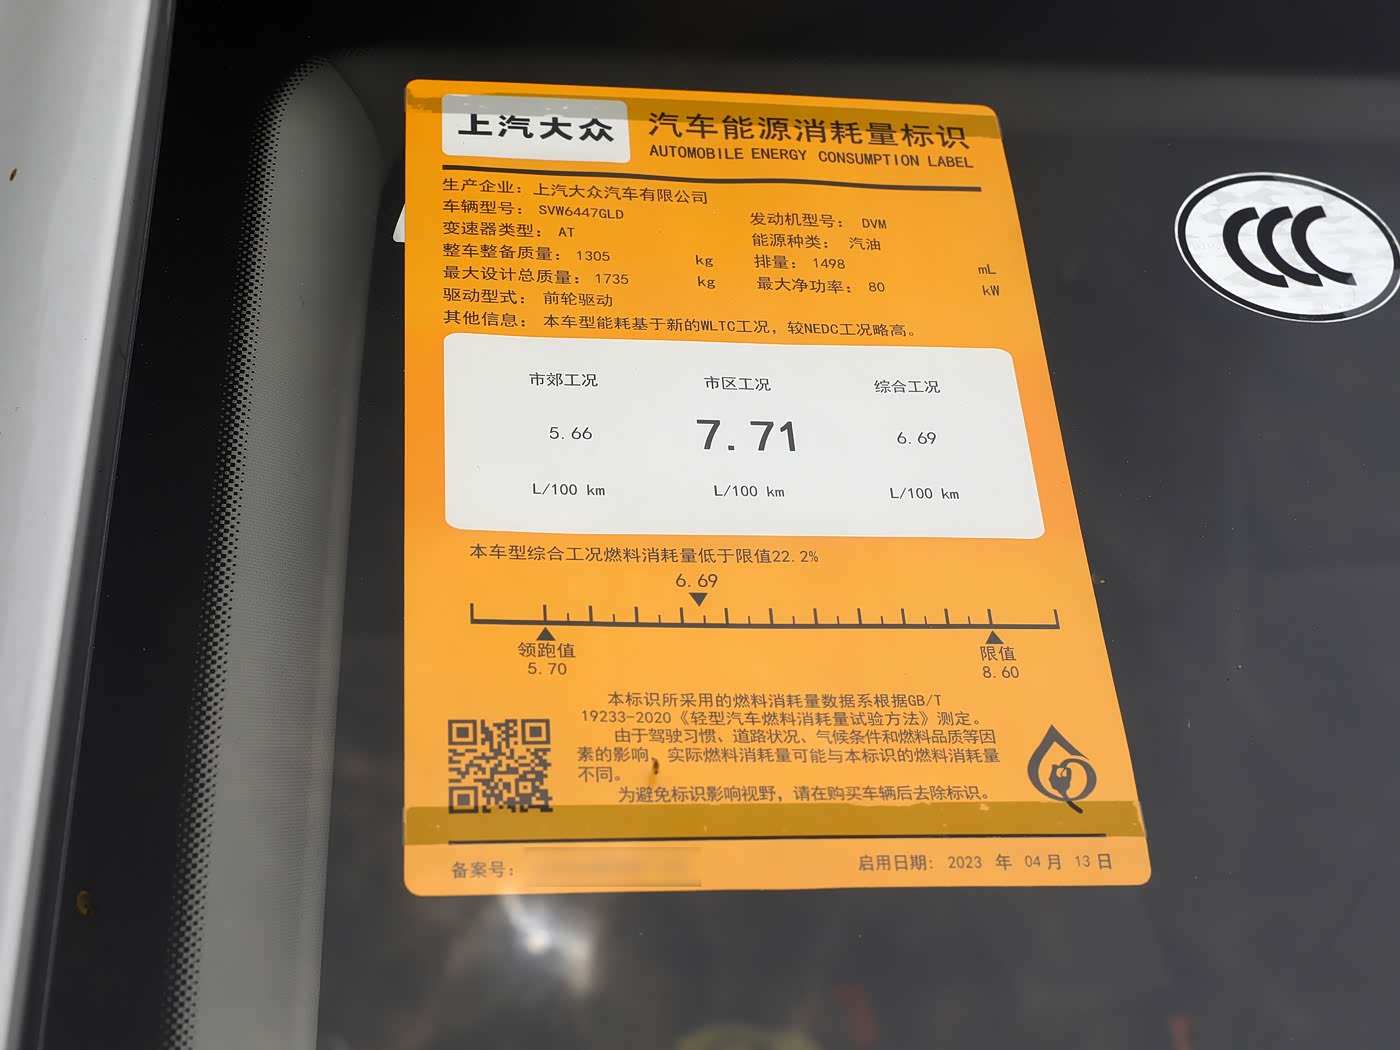 上汽大众
汽车能源消耗量标识
AUTOMOBILE ENERGY CONSUMPTION LABEL
生产企业：上汽大众汽车有限公司
车辆型号：SVW6447GLD 发动机型号：DVM
变速器类型：AT 能源种类：汽油
整车整备质量：1305 kg 排量：1498 mL
最大设计总质量：1735 kg 最大净功率：80 kW
驱动型式：前轮驱动
其他信息：本车型能耗基于新的WLTC工况，较NEDC工况略高。
市郊工况 市区工况 综合工况
5.66 7.71 6.69
L/100 km L/100 km L/100 km
本车型综合工况燃料消耗量低于限值22.2%
6.69
领跑值 限值
5.70 8.60
本标识所采用的燃料消耗量数据系根据GB/T
19233-2020《轻型汽车燃料消耗量试验方法》测定。
由于驾驶习惯、道路状况、气候条件和燃料品质等因
素的影响，实际燃料消耗量可能与本标识的燃料消耗量
不同。
为避免标识影响视野，请在购买车辆后去除标识。
备案号： 启用日期：2023 年 04 月 13 日
CCC